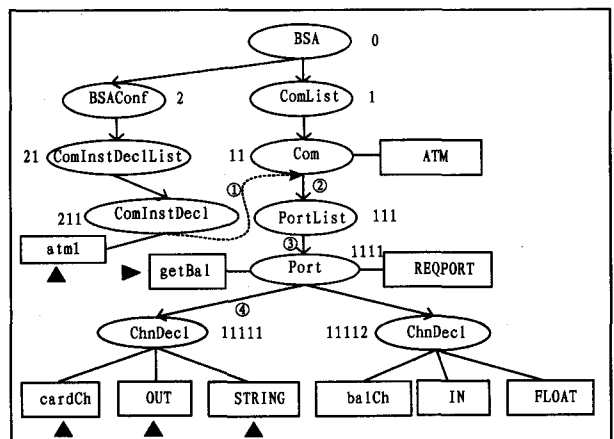 BSA 0
BSAConf 2 ComList 1
21 ComInstDeclList 11 Com ATM
① ②
211 ComInstDecl PortList 111
atm1 ③ 1111
getBal Port REQPORT
④
ChnDecl 11111 11112 ChnDecl
cardCh OUT STRING balCh IN FLOAT